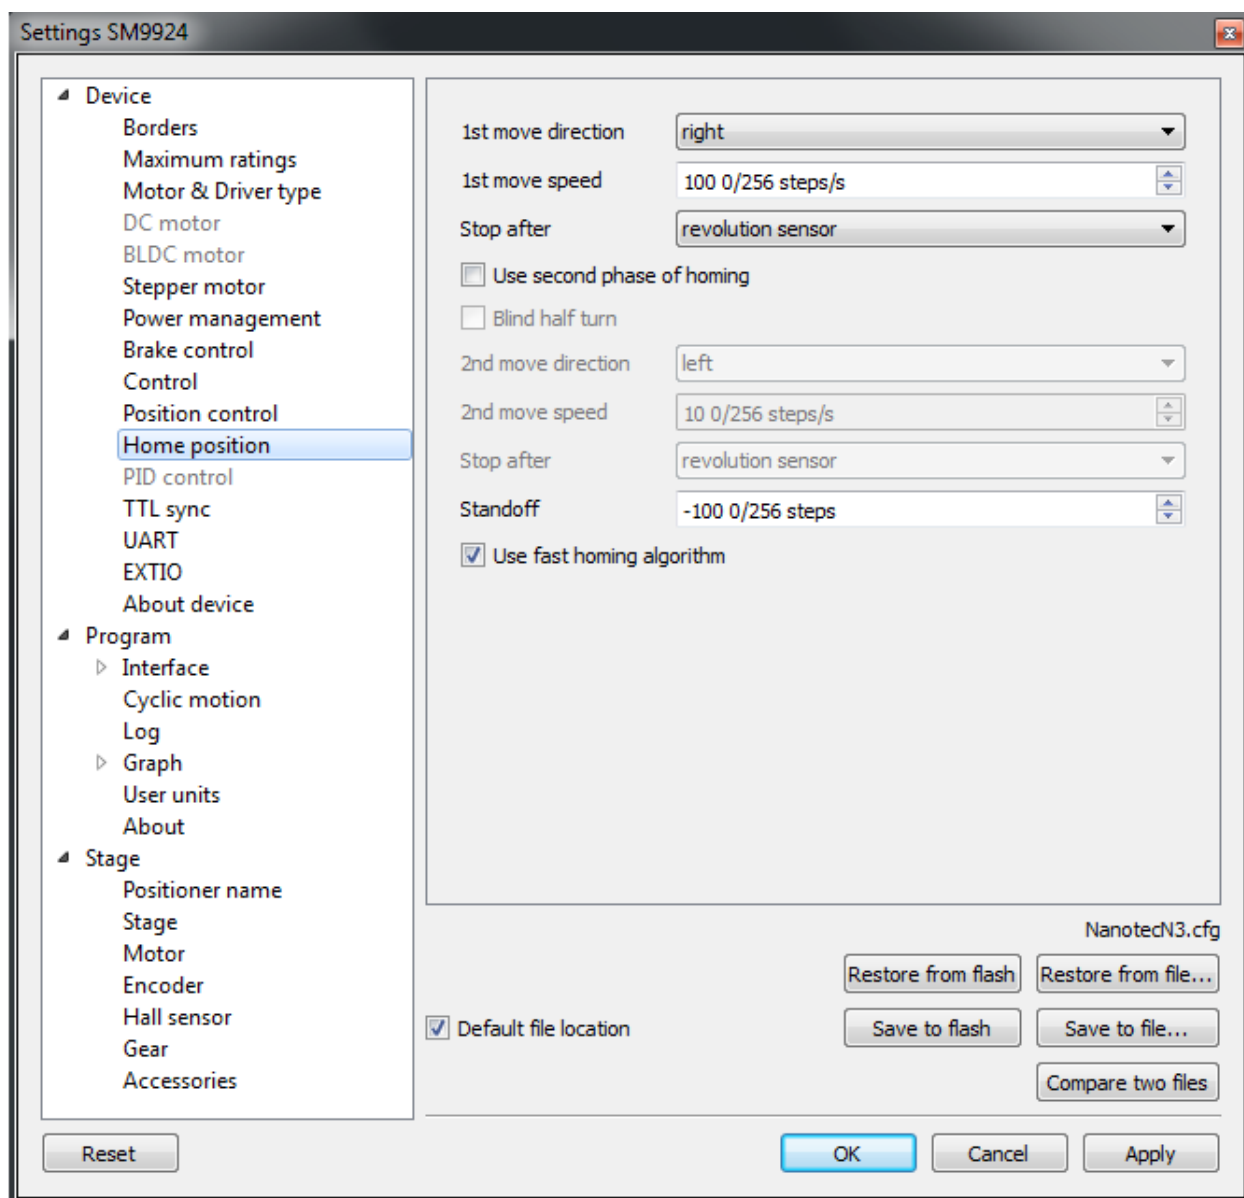 Settings SM9924
Device
Borders
Maximum ratings
Motor & Driver type
DC motor
BLDC motor
Stepper motor
Power management
Brake control
Control
Position control
Home position
PID control
TTL sync
UART
EXTIO
About device
Program
Interface
Cyclic motion
Log
Graph
User units
About
Stage
Positioner name
Stage
Motor
Encoder
Hall sensor
Gear
Accessories
1st move direction right
1st move speed 100 0/256 steps/s
Stop after revolution sensor
Use second phase of homing
Blind half turn
2nd move direction left
2nd move speed 10 0/256 steps/s
Stop after revolution sensor
Standoff -100 0/256 steps
Use fast homing algorithm
NanotecN3.cfg
Restore from flash Restore from file...
Default file location Save to flash Save to file...
Compare two files
Reset OK Cancel Apply